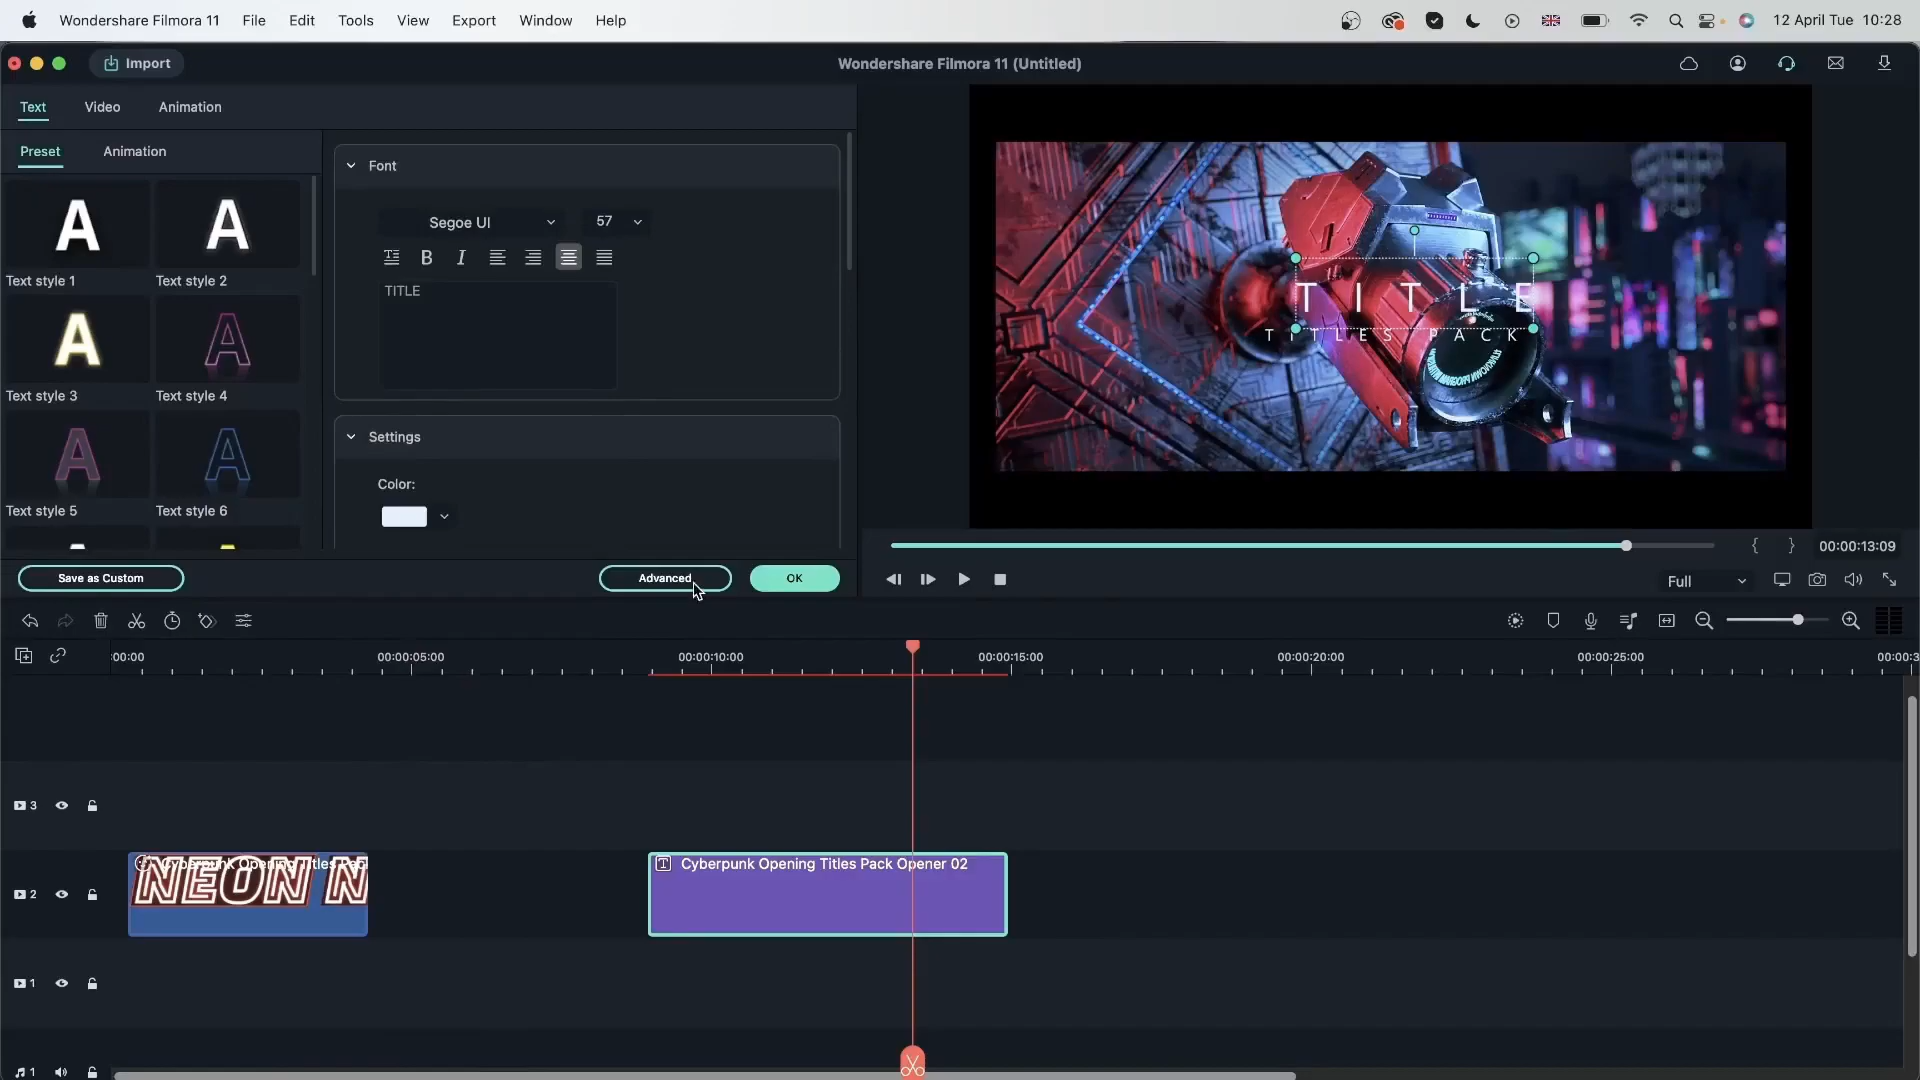 Wondershare Filmora 11 File Edit Tools View Export Window Help 12 April Tue 10:28
Import Wondershare Filmora 11 (Untitled)
Text Video Animation
Preset Animation
Font
Segoe UI 57
B I
TITLE
A A
Text style 1 Text style 2
A A
Text style 3 Text style 4
A A
Text style 5 Text style 6
Settings
Color:
TITLE
TITLES PACK
Save as Custom Advanced OK
{ } 00:00:13:09
Full
:00:00 00:00:05:00 00:00:10:00 00:00:15:00 00:00:20:00 00:00:25:00 00:00:3
3
2
Cyberpunk Opening Titles Pac
NEON N
Cyberpunk Opening Titles Pack Opener 02
1
1